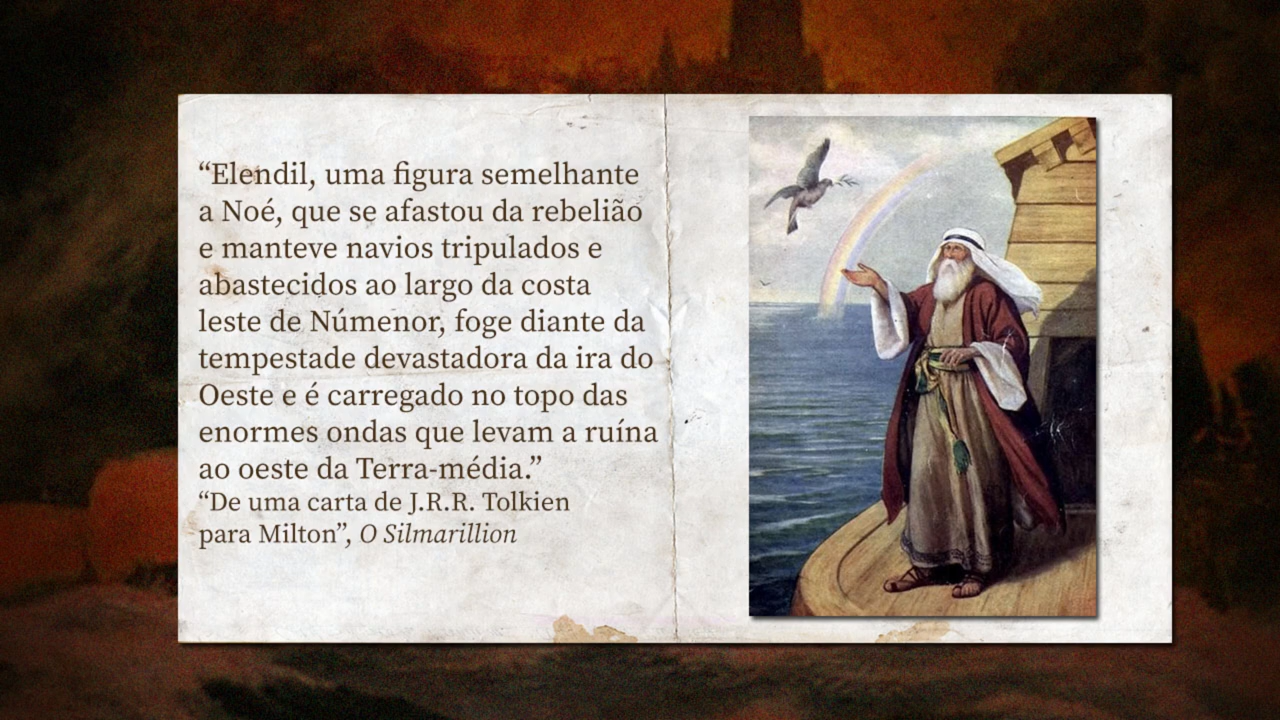 “Elendil, uma figura semelhante
a Noé, que se afastou da rebelião
e manteve navios tripulados e
abastecidos ao largo da costa
leste de Númenor, foge diante da
tempestade devastadora da ira do
Oeste e é carregado no topo das
enormes ondas que levam a ruína
ao oeste da Terra-média.”
“De uma carta de J.R.R. Tolkien
para Milton”, O Silmarillion